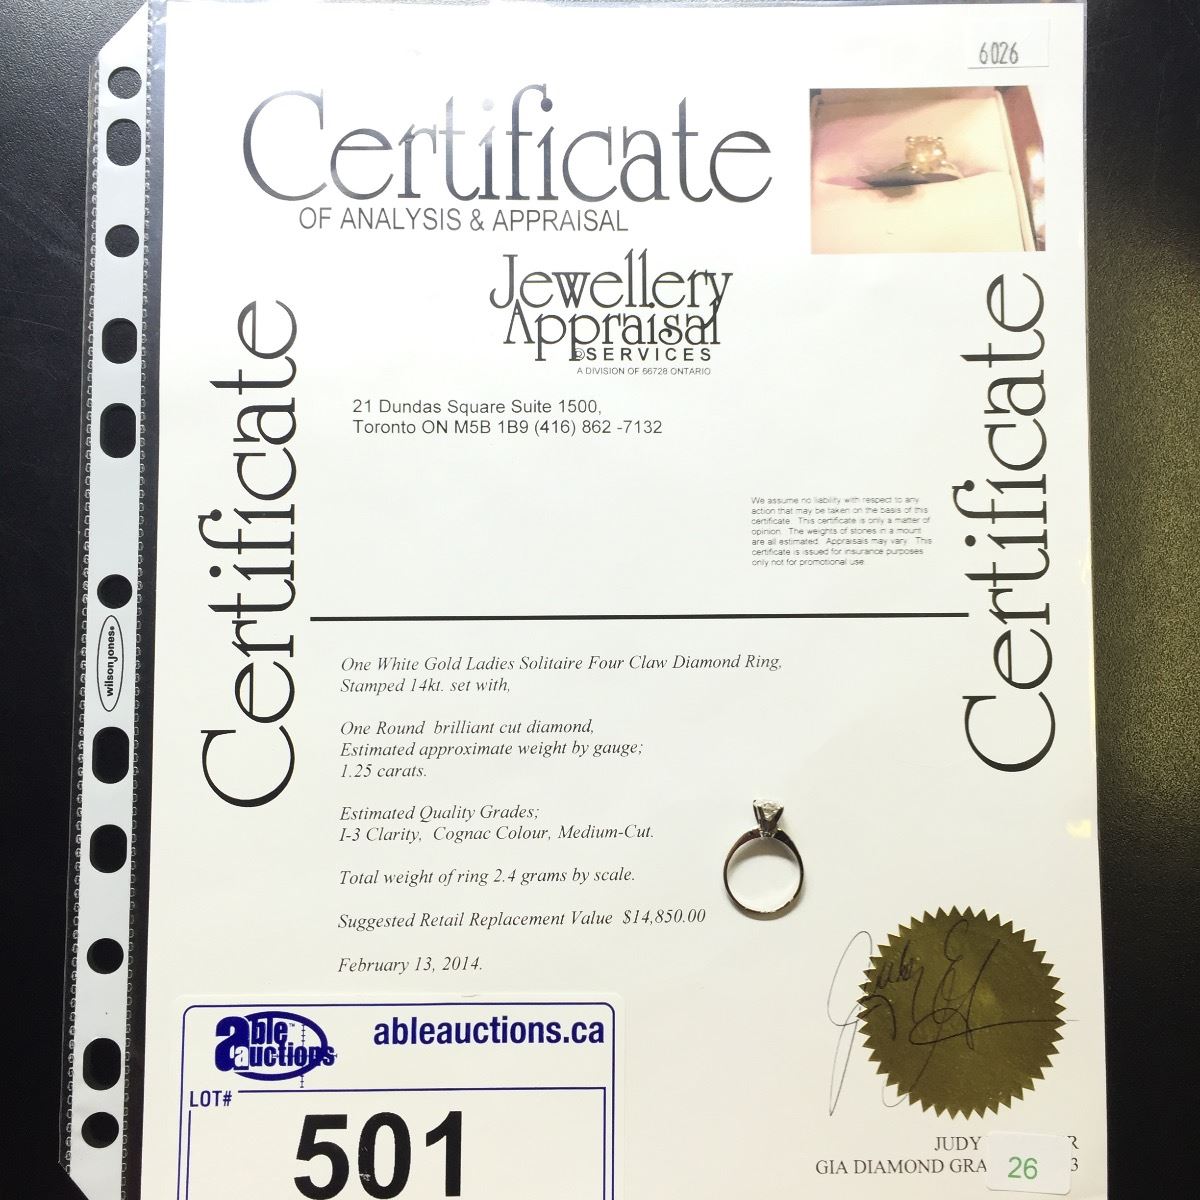 6026
Certificate
OF ANALYSIS & APPRAISAL
Jewellery
Appraisal
©SERVICES
A DIVISION OF 66728 ONTARIO
Certificate
Certificate
21 Dundas Square Suite 1500,
Toronto ON M5B 1B9 (416) 862 -7132
We assume no liability with respect to any
action that may be taken on the basis of this
certificate. This certificate is only a matter of
opinion. The weights of stones in a mount
are all estimated. Appraisals may vary. This
certificate is issued for insurance purposes
only not for promotional use.
wilson jones®
One White Gold Ladies Solitaire Four Claw Diamond Ring,
Stamped 14kt. set with,
One Round brilliant cut diamond,
Estimated approximate weight by gauge;
1.25 carats.
Estimated Quality Grades;
I-3 Clarity, Cognac Colour, Medium-Cut.
Total weight of ring 2.4 grams by scale.
Suggested Retail Replacement Value $14,850.00
February 13, 2014.
able auctions™
ableauctions.ca
LOT#
501
JUDY
GIA DIAMOND GRA
26